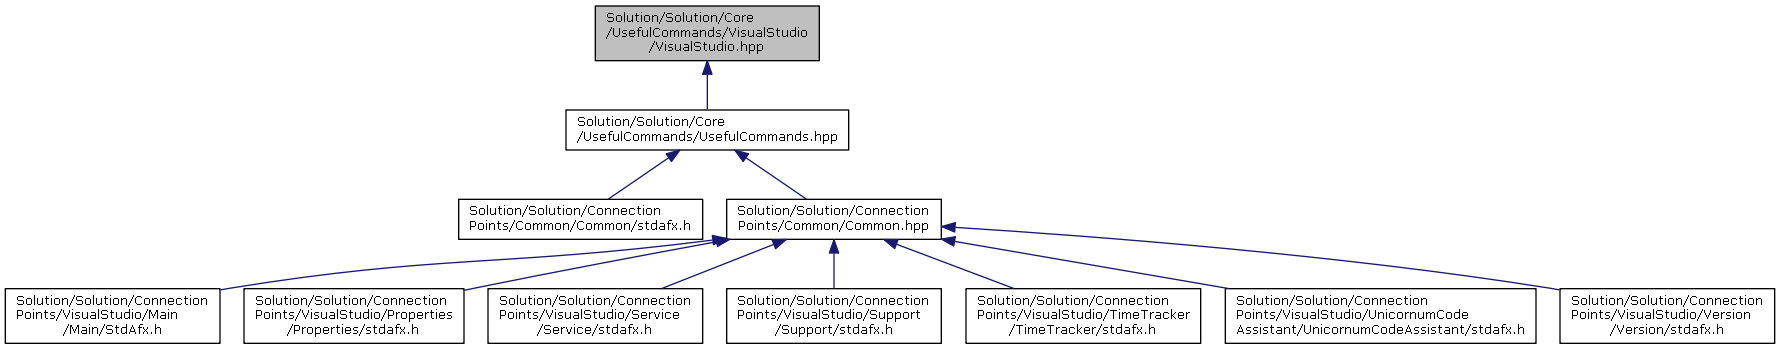 Solution/Solution/Core
/UsefulCommands/VisualStudio
/VisualStudio.hpp
Solution/Solution/Core
/UsefulCommands/UsefulCommands.hpp
Solution/Solution/Connection
Points/Common/Common/stdafx.h
Solution/Solution/Connection
Points/Common/Common.hpp
Solution/Solution/Connection
Points/VisualStudio/Main
/Main/StdAfx.h
Solution/Solution/Connection
Points/VisualStudio/Properties
/Properties/stdafx.h
Solution/Solution/Connection
Points/VisualStudio/Service
/Service/stdafx.h
Solution/Solution/Connection
Points/VisualStudio/Support
/Support/stdafx.h
Solution/Solution/Connection
Points/VisualStudio/TimeTracker
/TimeTracker/stdafx.h
Solution/Solution/Connection
Points/VisualStudio/UnicornumCode
Assistant/UnicornumCodeAssistant/stdafx.h
Solution/Solution/Connection
Points/VisualStudio/Version
/Version/stdafx.h